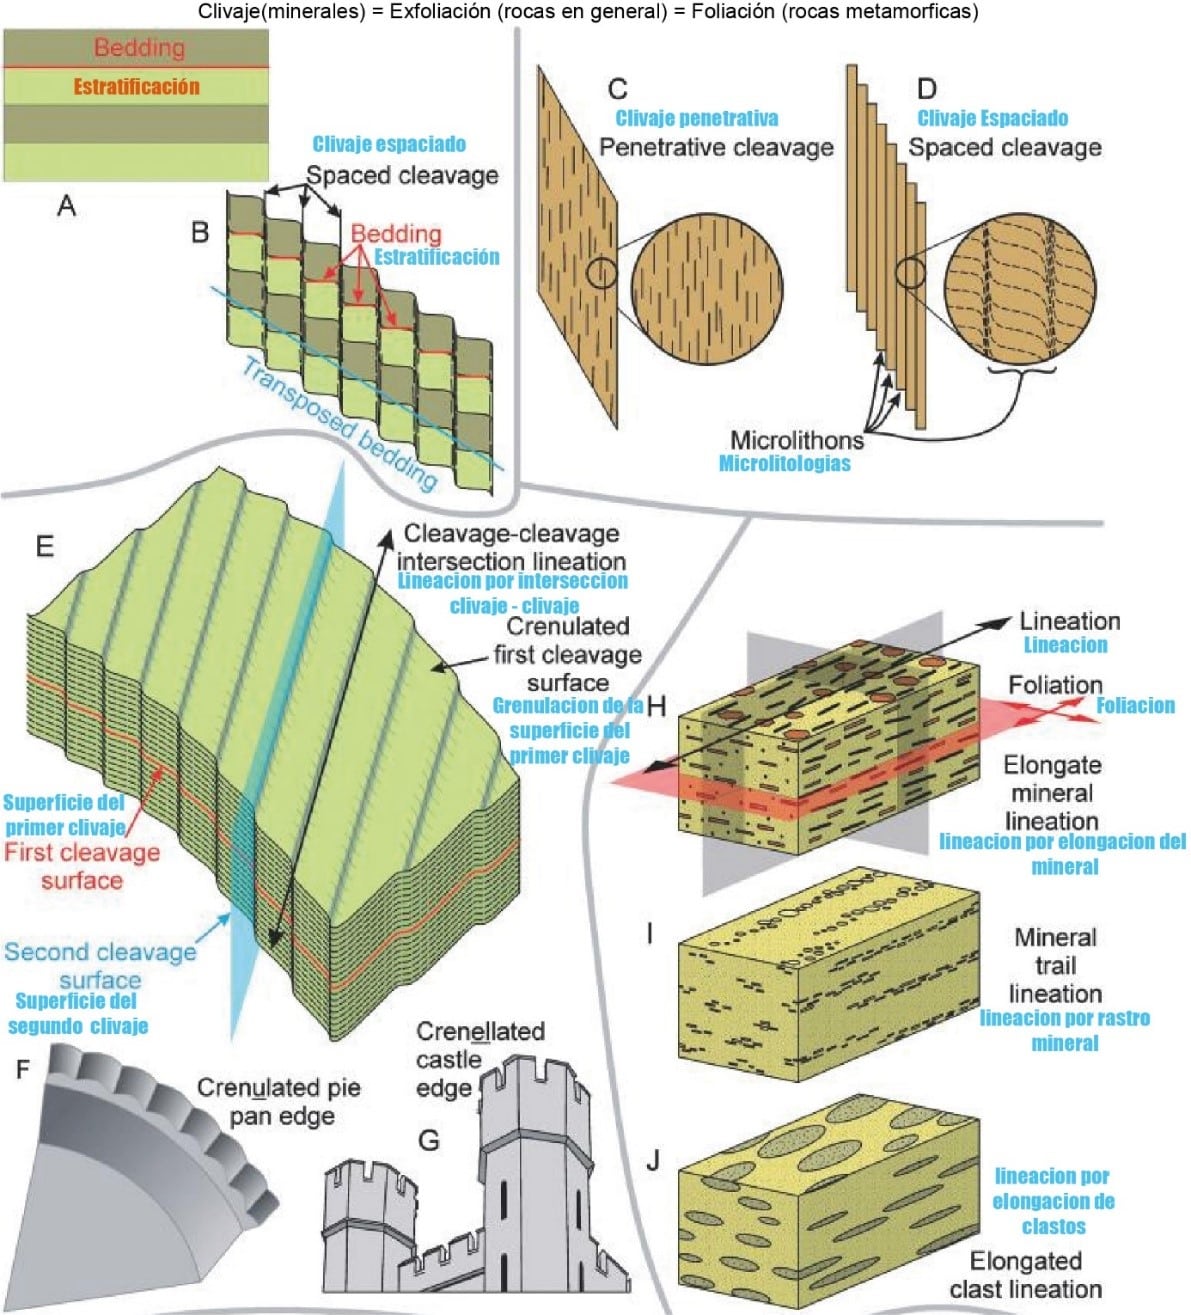 Clivaje(minerales) = Exfoliación (rocas en general) = Foliación (rocas metamorficas)
Bedding
Estratificación
A
Clivaje espaciado
Spaced cleavage
B
Bedding
Estratificación
Transposed bedding
C
Clivaje penetrativa
Penetrative cleavage
D
Clivaje Espaciado
Spaced cleavage
Microlithons
Microlitologias
E
Cleavage-cleavage
intersection lineation
Lineacion por interseccion
clivaje - clivaje
Crenulated
first cleavage
surface
Grenulacion de la
superficie del
primer clivaje
Superficie del
primer clivaje
First cleavage
surface
Second cleavage
surface
Superficie del
segundo clivaje
F
Crenulated pie
pan edge
Crenellated
castle
edge
G
H
Lineation
Lineacion
Foliation
Foliacion
Elongate
mineral
lineation
lineacion por elongacion del
mineral
I
Mineral
trail
lineation
lineacion por rastro
mineral
J
lineacion por
elongacion de
clastos
Elongated
clast lineation